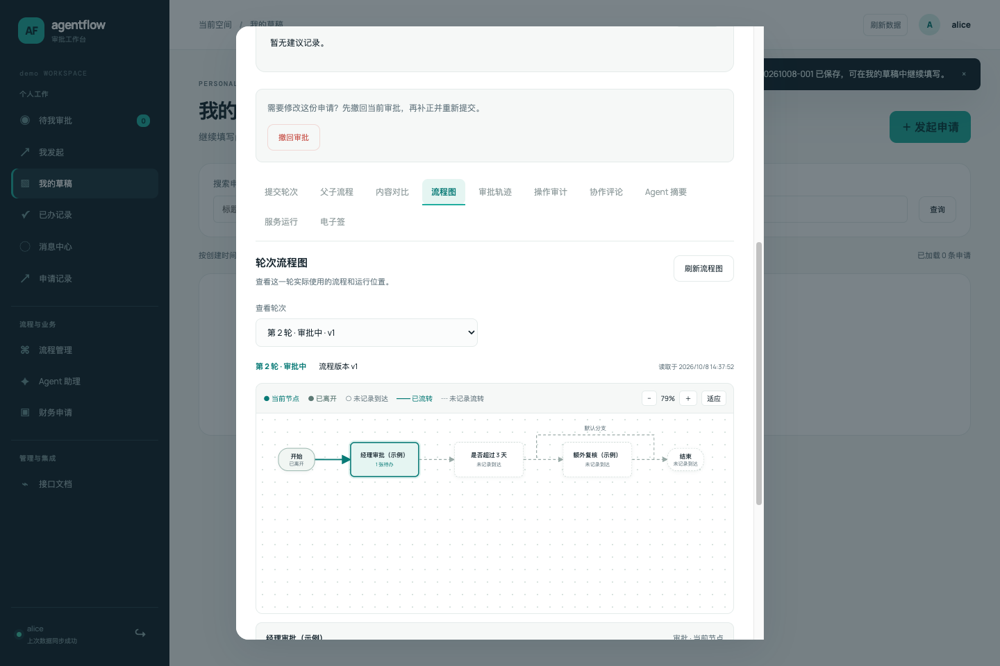 AF
agentflow
审批工作台
demo WORKSPACE
个人工作
待我审批
0
我发起
我的草稿
已办记录
消息中心
申请记录
流程与业务
流程管理
Agent 助理
财务申请
管理与集成
接口文档
alice
上次数据同步成功
当前空间 / 我的草稿
刷新数据
A
alice
0261008-001 已保存，可在我的草稿中继续填写。
×
PERSONAL
我的
继续填写
+ 发起申请
搜索申
标题
查询
按创建时间
已加载 0 条申请
暂无建议记录。
需要修改这份申请？先撤回当前审批，再补正并重新提交。
撤回审批
提交轮次
父子流程
内容对比
流程图
审批轨迹
操作审计
协作评论
Agent 摘要
服务运行
电子签
轮次流程图
查看这一轮实际使用的流程和运行位置。
刷新流程图
查看轮次
第 2 轮 · 审批中 · v1
第 2 轮 · 审批中
流程版本 v1
读取于 2026/10/8 14:37:52
当前节点
已离开
未记录到达
已流转
未记录流转
-
79%
+
适应
默认分支
开始
已离开
经理审批（示例）
1 张待办
是否超过 3 天
未记录到达
额外复核（示例）
未记录到达
结束
未记录到达
经理审批（示例）
审批 · 当前节点